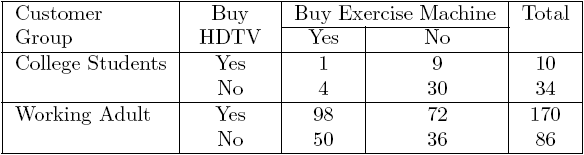 Customer Buy Buy Exercise Machine Total
Group HDTV Yes No
College Students Yes 1 9 10
No 4 30 34
Working Adult Yes 98 72 170
No 50 36 86